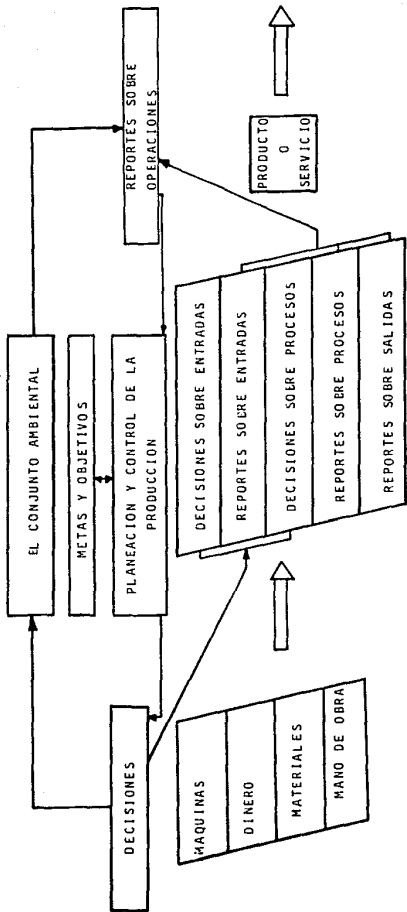 EL CONJUNTO AMBIENTAL
METAS Y OBJETIVOS
PLANEACION Y CONTROL DE LA
PRODUCCION
REPORTES SOBRE
OPERACIONES
DECISIONES
MAQUINAS
DINERO
MATERIALES
MANO DE OBRA
DECISIONES SOBRE ENTRADAS
REPORTES SOBRE ENTRADAS
DECISIONES SOBRE PROCESOS
REPORTES SOBRE PROCESOS
REPORTES SOBRE SALIDAS
PRODUCTO
O
SERVICIO